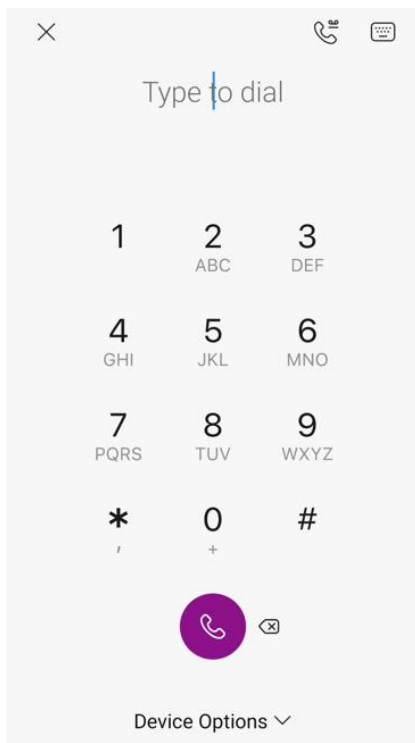 Type to dial
1 2 3
ABC DEF
4 5 6
GHI JKL MNO
7 8 9
PQRS TUV WXYZ
* 0 #
, +
Device Options